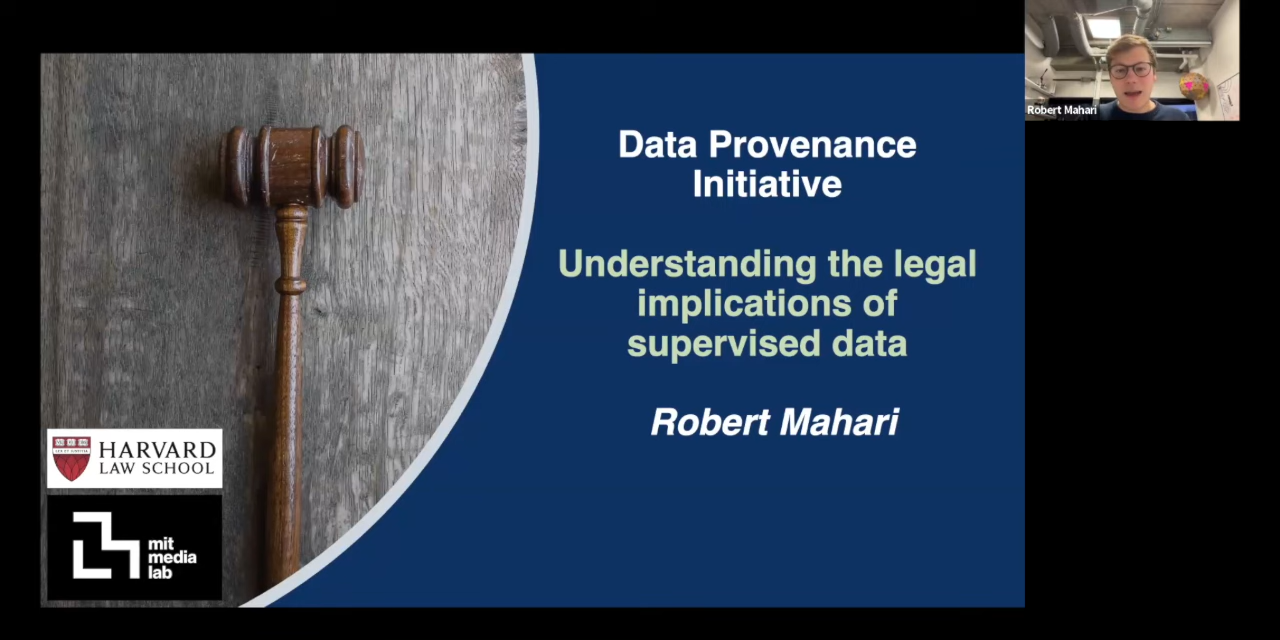 Data Provenance
Initiative
Understanding the legal
implications of
supervised data
Robert Mahari
HARVARD
LAW SCHOOL
mit
media
lab
Robert Mahari